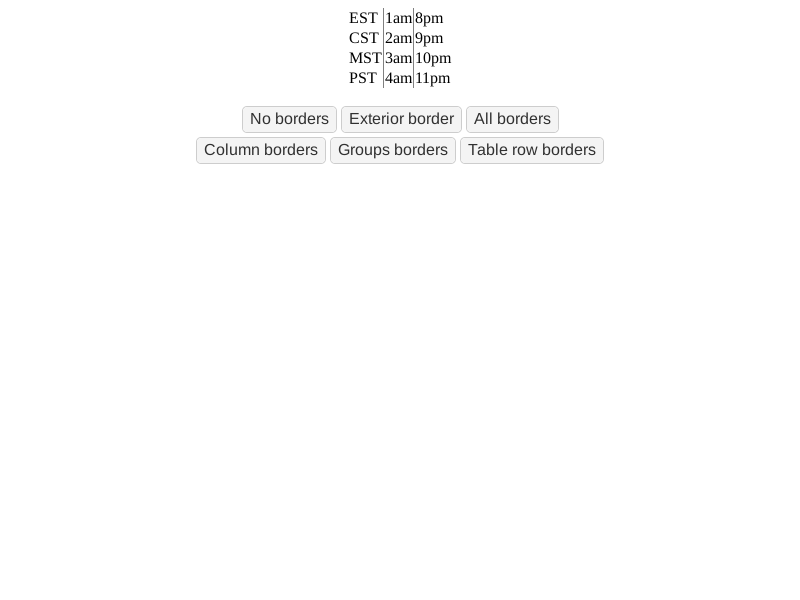 EST 1am 8pm
CST 2am 9pm
MST 3am 10pm
PST 4am 11pm
No borders Exterior border All borders
Column borders Groups borders Table row borders